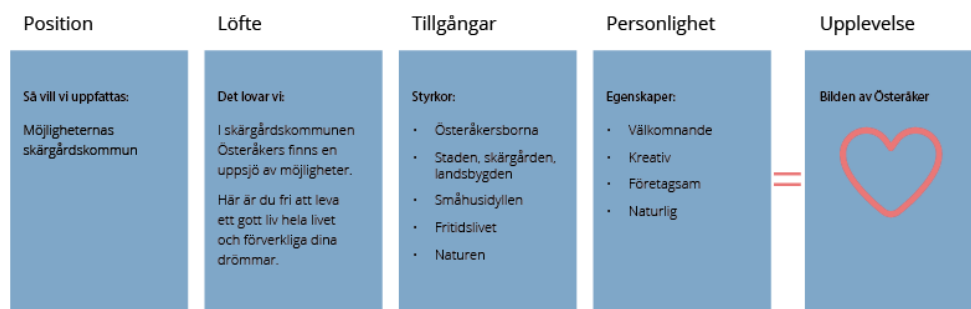 Position
Så vill vi uppfattas:
Möjligheternas
skärgårdskommun
Löfte
Det lovar vi:
I skärgårdskommunen
Österåkers finns en
uppsjö av möjligheter.
Här är du fri att leva
ett gott liv hela livet
och förverkliga dina
drömmar.
Tillgångar
Styrkor:
• Österåkersborna
• Staden, skärgården,
landsbygden
• Småhusidyllen
• Fritidslivet
• Naturen
Personlighet
Egenskaper:
• Välkomnande
• Kreativ
• Företagsam
• Naturlig
=
Upplevelse
Bilden av Österåker